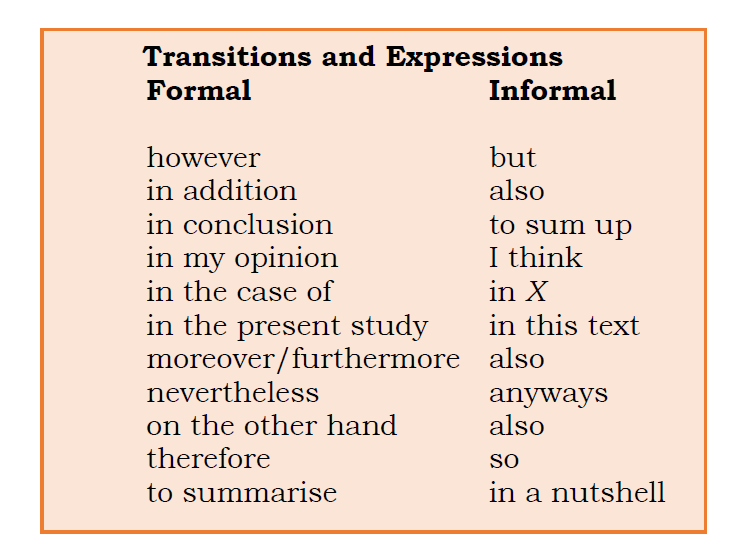 Transitions and Expressions
Formal Informal
however but
in addition also
in conclusion to sum up
in my opinion I think
in the case of in X
in the present study in this text
moreover/furthermore also
nevertheless anyways
on the other hand also
therefore so
to summarise in a nutshell